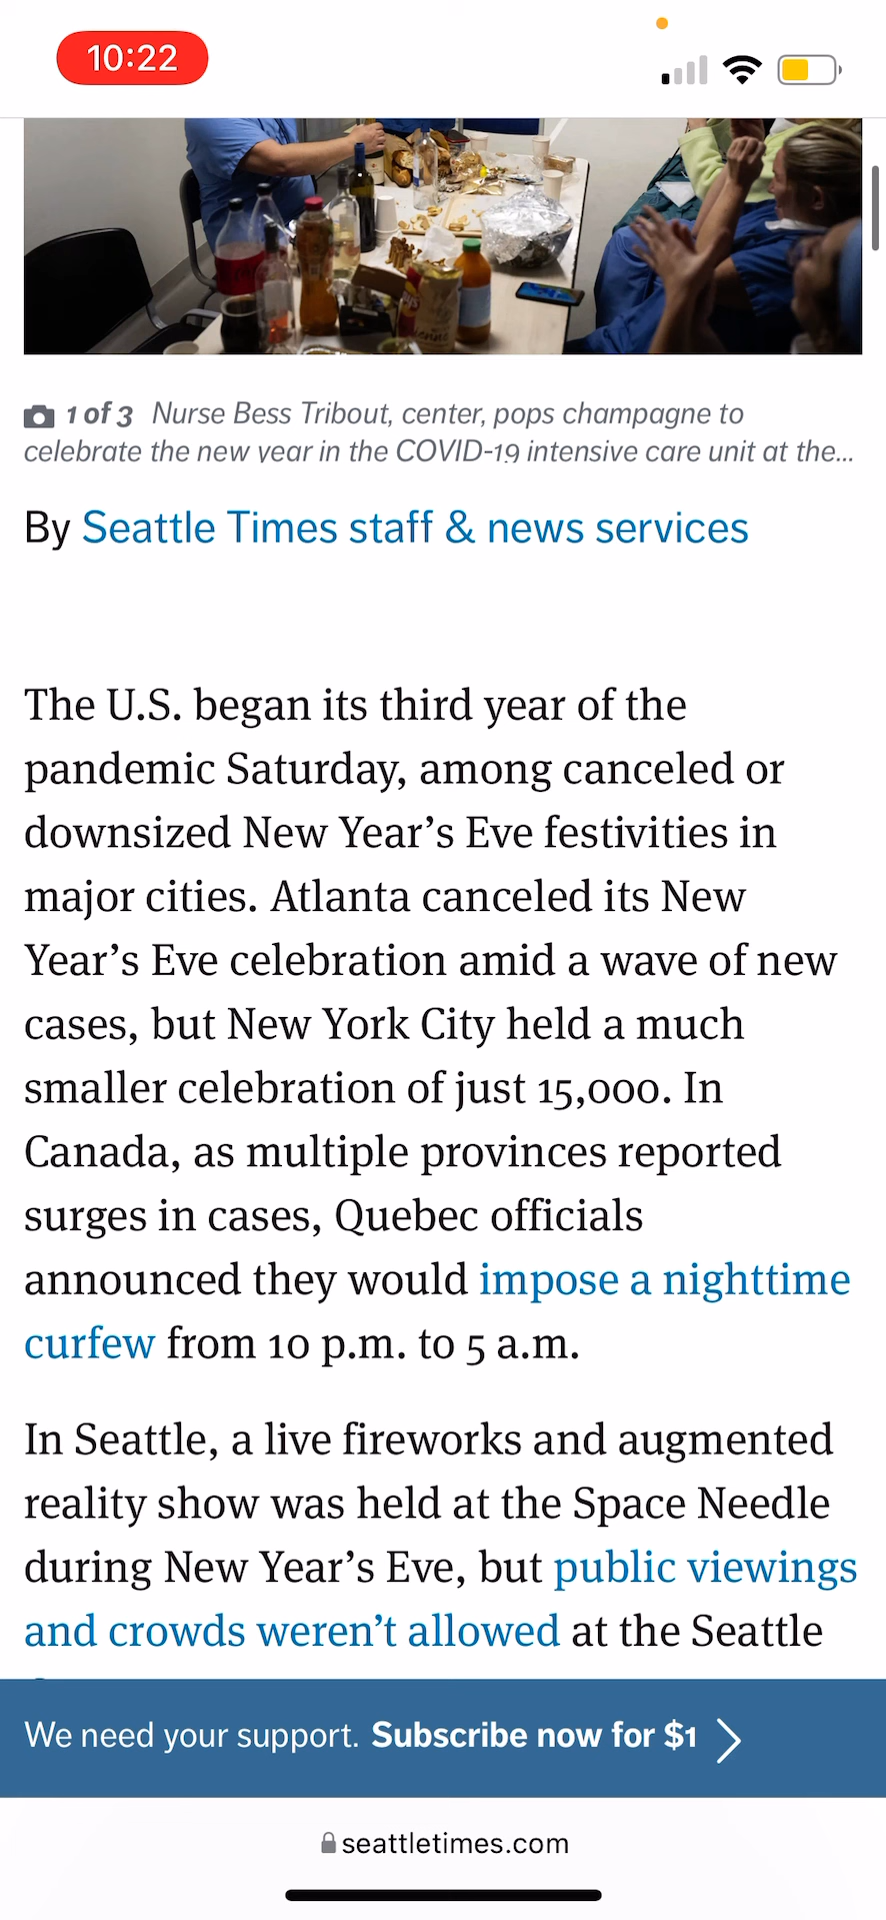 10:22
1 of 3 Nurse Bess Tribout, center, pops champagne to
celebrate the new year in the COVID-19 intensive care unit at the...
By Seattle Times staff & news services
The U.S. began its third year of the
pandemic Saturday, among canceled or
downsized New Year’s Eve festivities in
major cities. Atlanta canceled its New
Year’s Eve celebration amid a wave of new
cases, but New York City held a much
smaller celebration of just 15,000. In
Canada, as multiple provinces reported
surges in cases, Quebec officials
announced they would impose a nighttime
curfew from 10 p.m. to 5 a.m.
In Seattle, a live fireworks and augmented
reality show was held at the Space Needle
during New Year’s Eve, but public viewings
and crowds weren’t allowed at the Seattle
We need your support. Subscribe now for $1
seattletimes.com